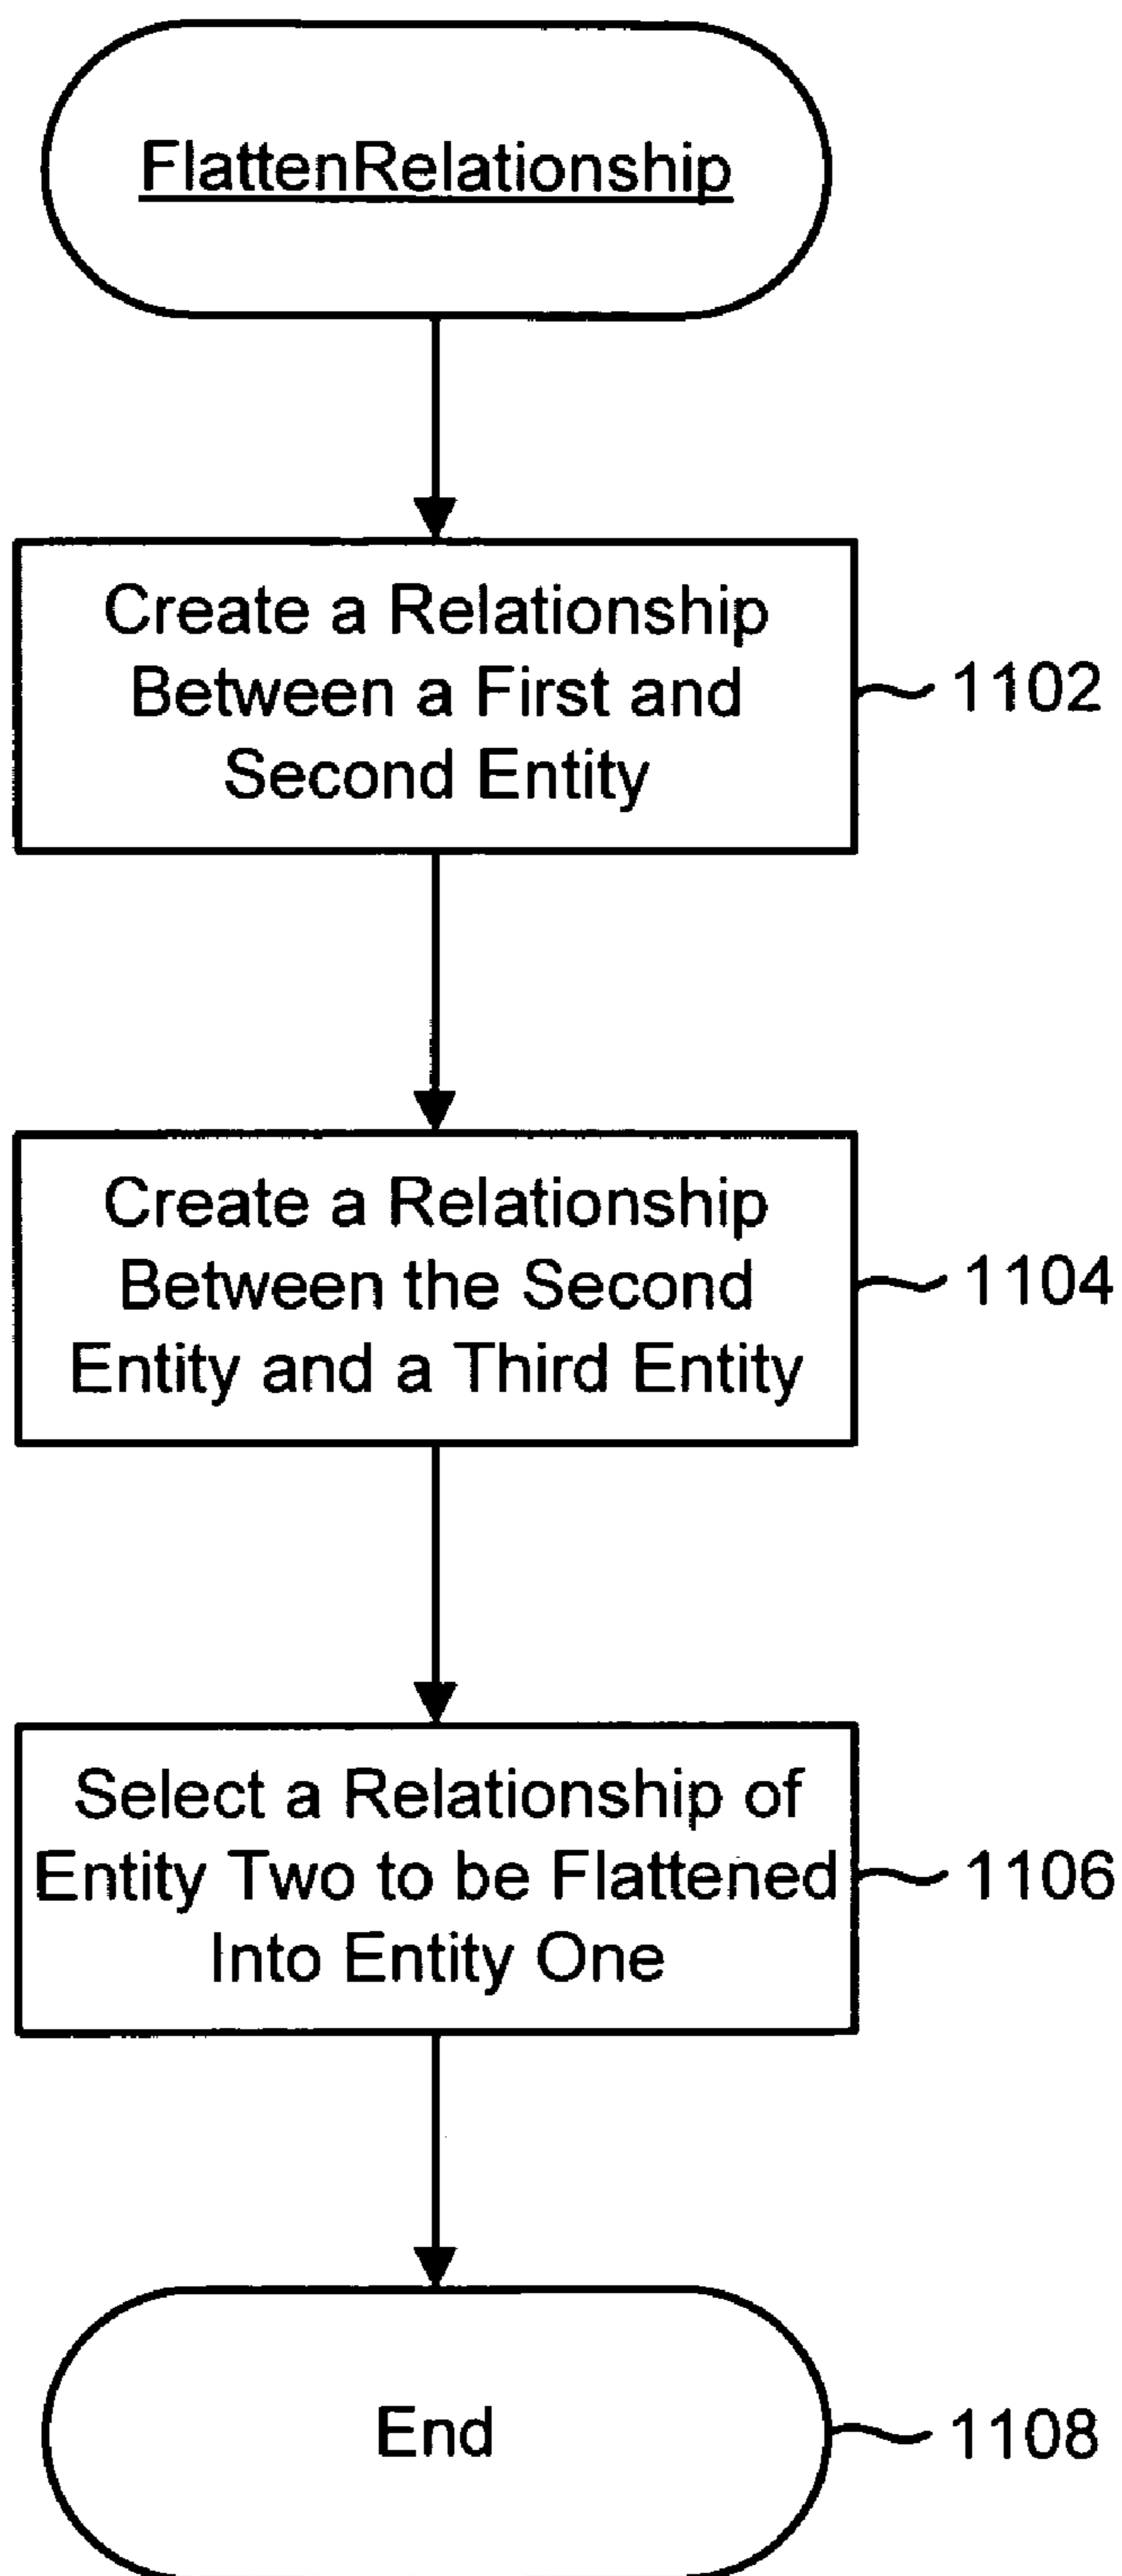 FlattenRelationship
Create a Relationship
Between a First and
Second Entity
1102
Create a Relationship
Between the Second
Entity and a Third Entity
1104
Select a Relationship of
Entity Two to be Flattened
Into Entity One
1106
End
1108